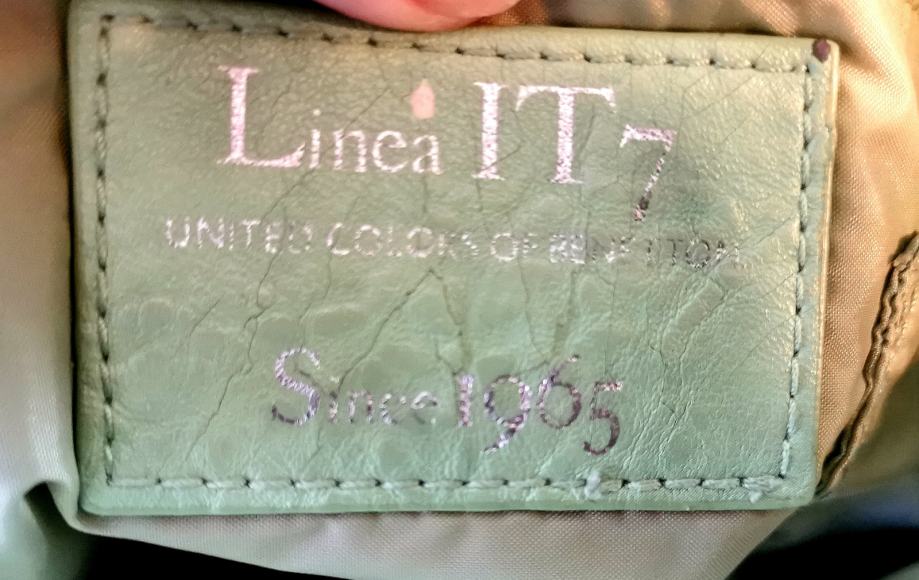 Linea IT7
UNITED COLORS OF BENETTON.
Since 1965